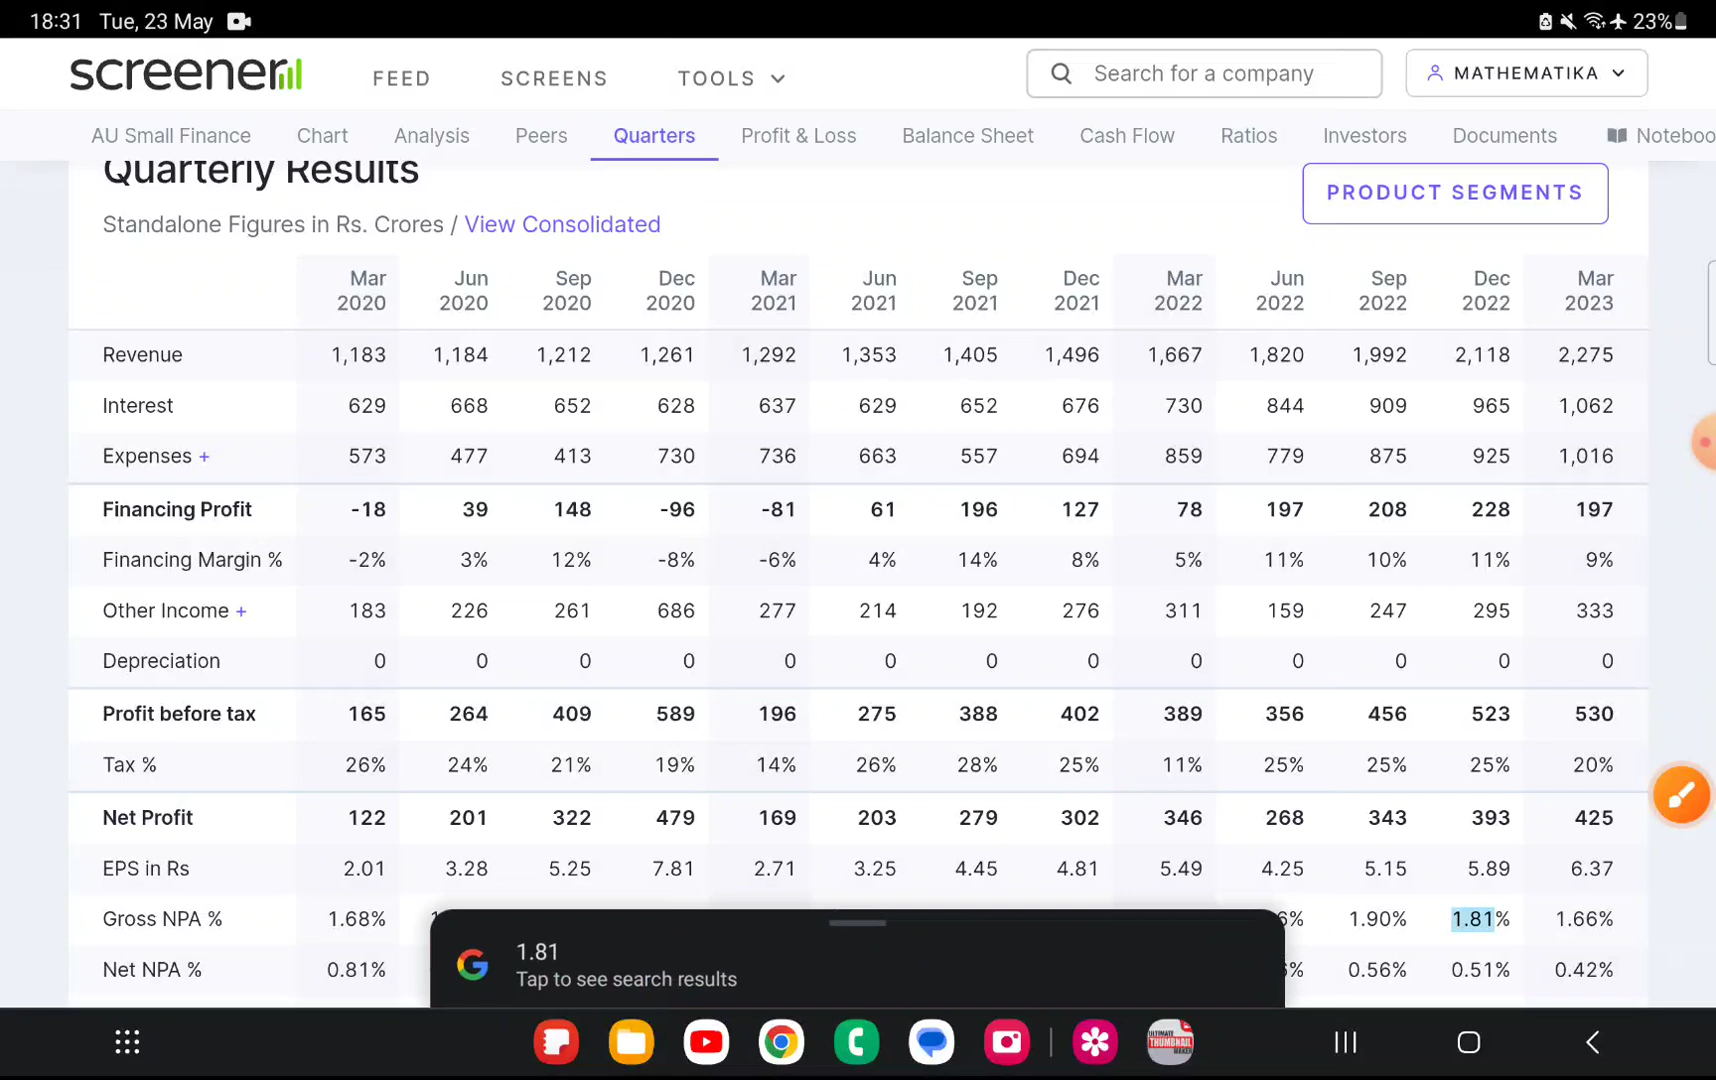 18:31 Tue, 23 May 23%
screener FEED SCREENS TOOLS Search for a company MATHEMATIKA
AU Small Finance Chart Analysis Peers Quarters Profit & Loss Balance Sheet Cash Flow Ratios Investors Documents Noteboo
Quarterly Results
PRODUCT SEGMENTS
Standalone Figures in Rs. Crores / View Consolidated
Mar Jun Sep Dec Mar Jun Sep Dec Mar Jun Sep Dec Mar
2020 2020 2020 2020 2021 2021 2021 2021 2022 2022 2022 2022 2023
Revenue 1,183 1,184 1,212 1,261 1,292 1,353 1,405 1,496 1,667 1,820 1,992 2,118 2,275
Interest 629 668 652 628 637 629 652 676 730 844 909 965 1,062
Expenses + 573 477 413 730 736 663 557 694 859 779 875 925 1,016
Financing Profit -18 39 148 -96 -81 61 196 127 78 197 208 228 197
Financing Margin % -2% 3% 12% -8% -6% 4% 14% 8% 5% 11% 10% 11% 9%
Other Income + 183 226 261 686 277 214 192 276 311 159 247 295 333
Depreciation 0 0 0 0 0 0 0 0 0 0 0 0 0
Profit before tax 165 264 409 589 196 275 388 402 389 356 456 523 530
Tax % 26% 24% 21% 19% 14% 26% 28% 25% 11% 25% 25% 25% 20%
Net Profit 122 201 322 479 169 203 279 302 346 268 343 393 425
EPS in Rs 2.01 3.28 5.25 7.81 2.71 3.25 4.45 4.81 5.49 4.25 5.15 5.89 6.37
Gross NPA % 1.68% 1.90% 1.81% 1.66%
Net NPA % 0.81% 0.56% 0.51% 0.42%
1.81
Tap to see search results
ULTIMATE
THUMBNAIL
MAKER